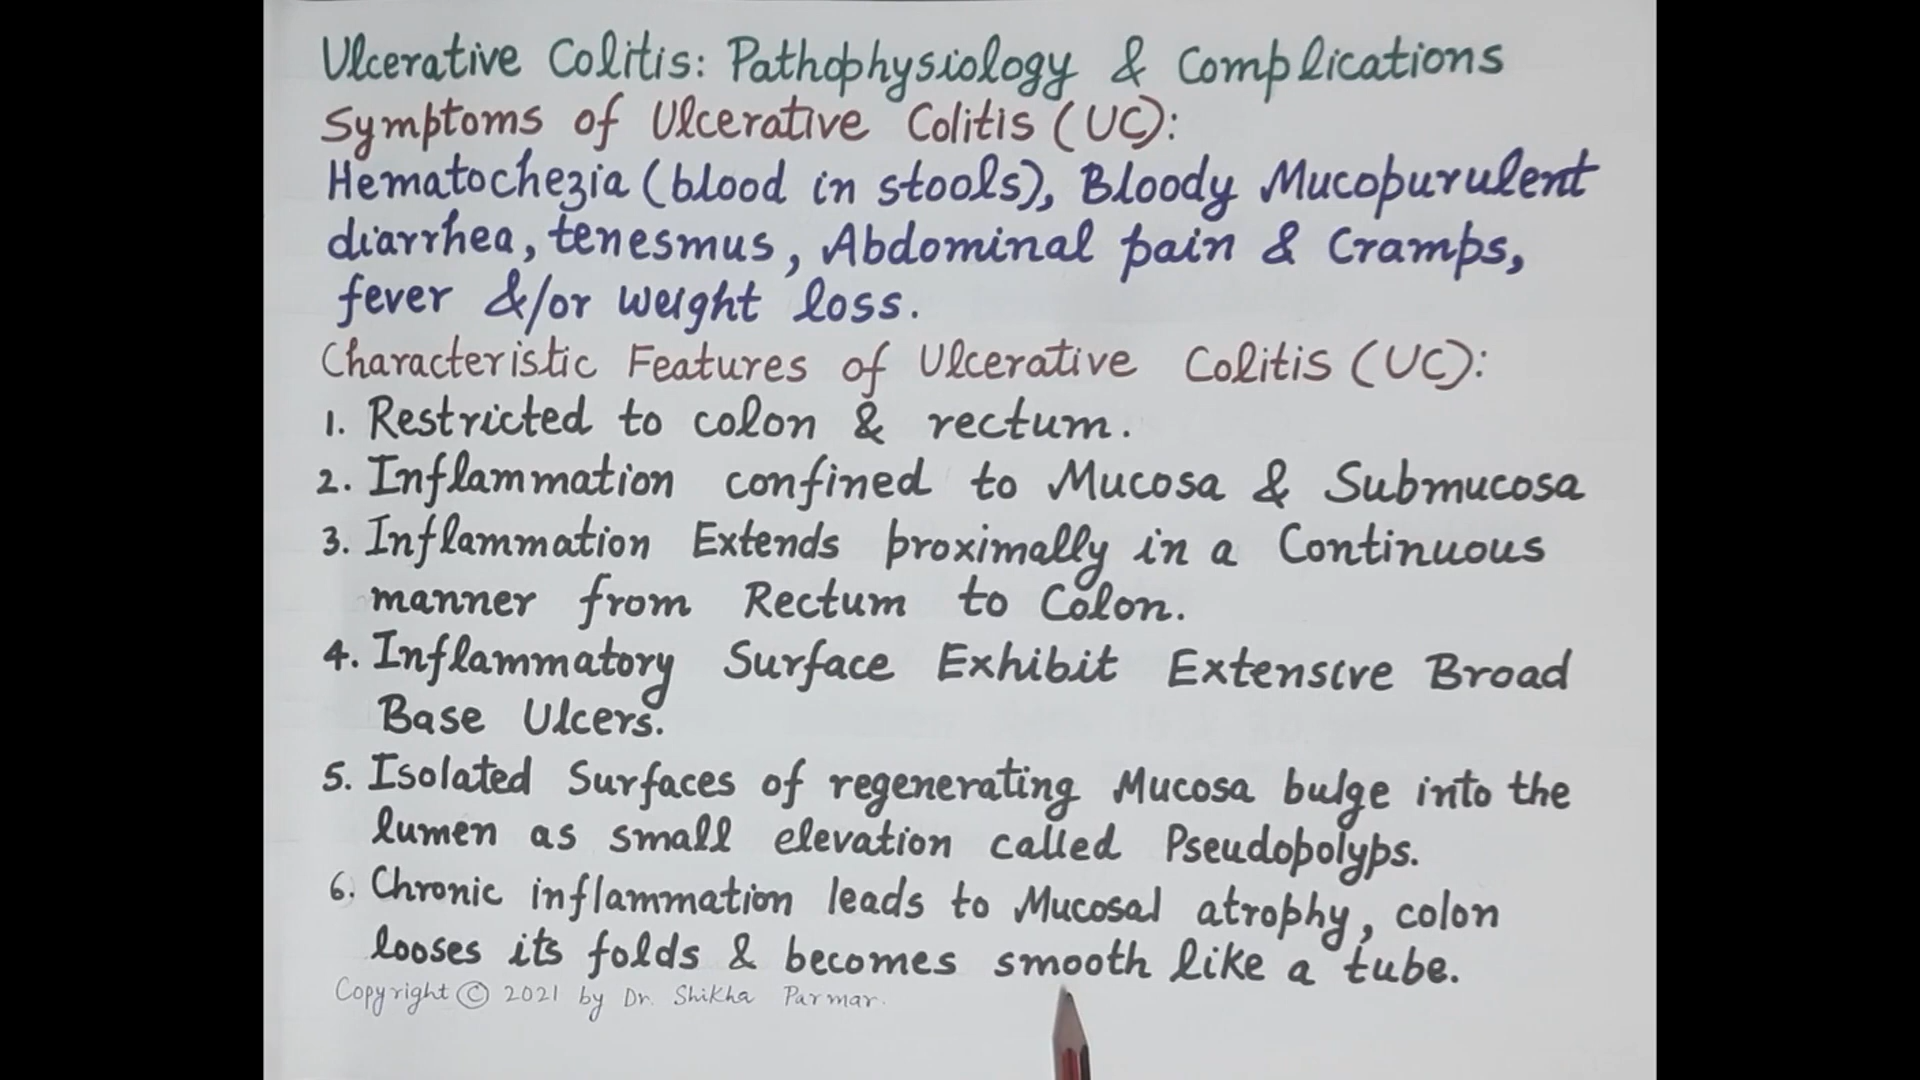 Ulcerative Colitis: Pathophysiology & Complications
Symptoms of Ulcerative Colitis (UC):
Hematochezia (blood in stools), Bloody Mucopurulent
diarrhea, tenesmus, Abdominal pain & Cramps,
fever &/or weight loss.
Characteristic Features of Ulcerative Colitis (UC):
1. Restricted to colon & rectum.
2. Inflammation confined to Mucosa & Submucosa
3. Inflammation Extends proximally in a Continuous
manner from Rectum to Colon.
4. Inflammatory Surface Exhibit Extensive Broad
Base Ulcers.
5. Isolated Surfaces of regenerating Mucosa bulge into the
lumen as small elevation called Pseudopolyps.
6. Chronic inflammation leads to Mucosal atrophy, colon
looses its folds & becomes smooth like a tube.
Copyright © 2021 by Dr. Shikha Parmar.